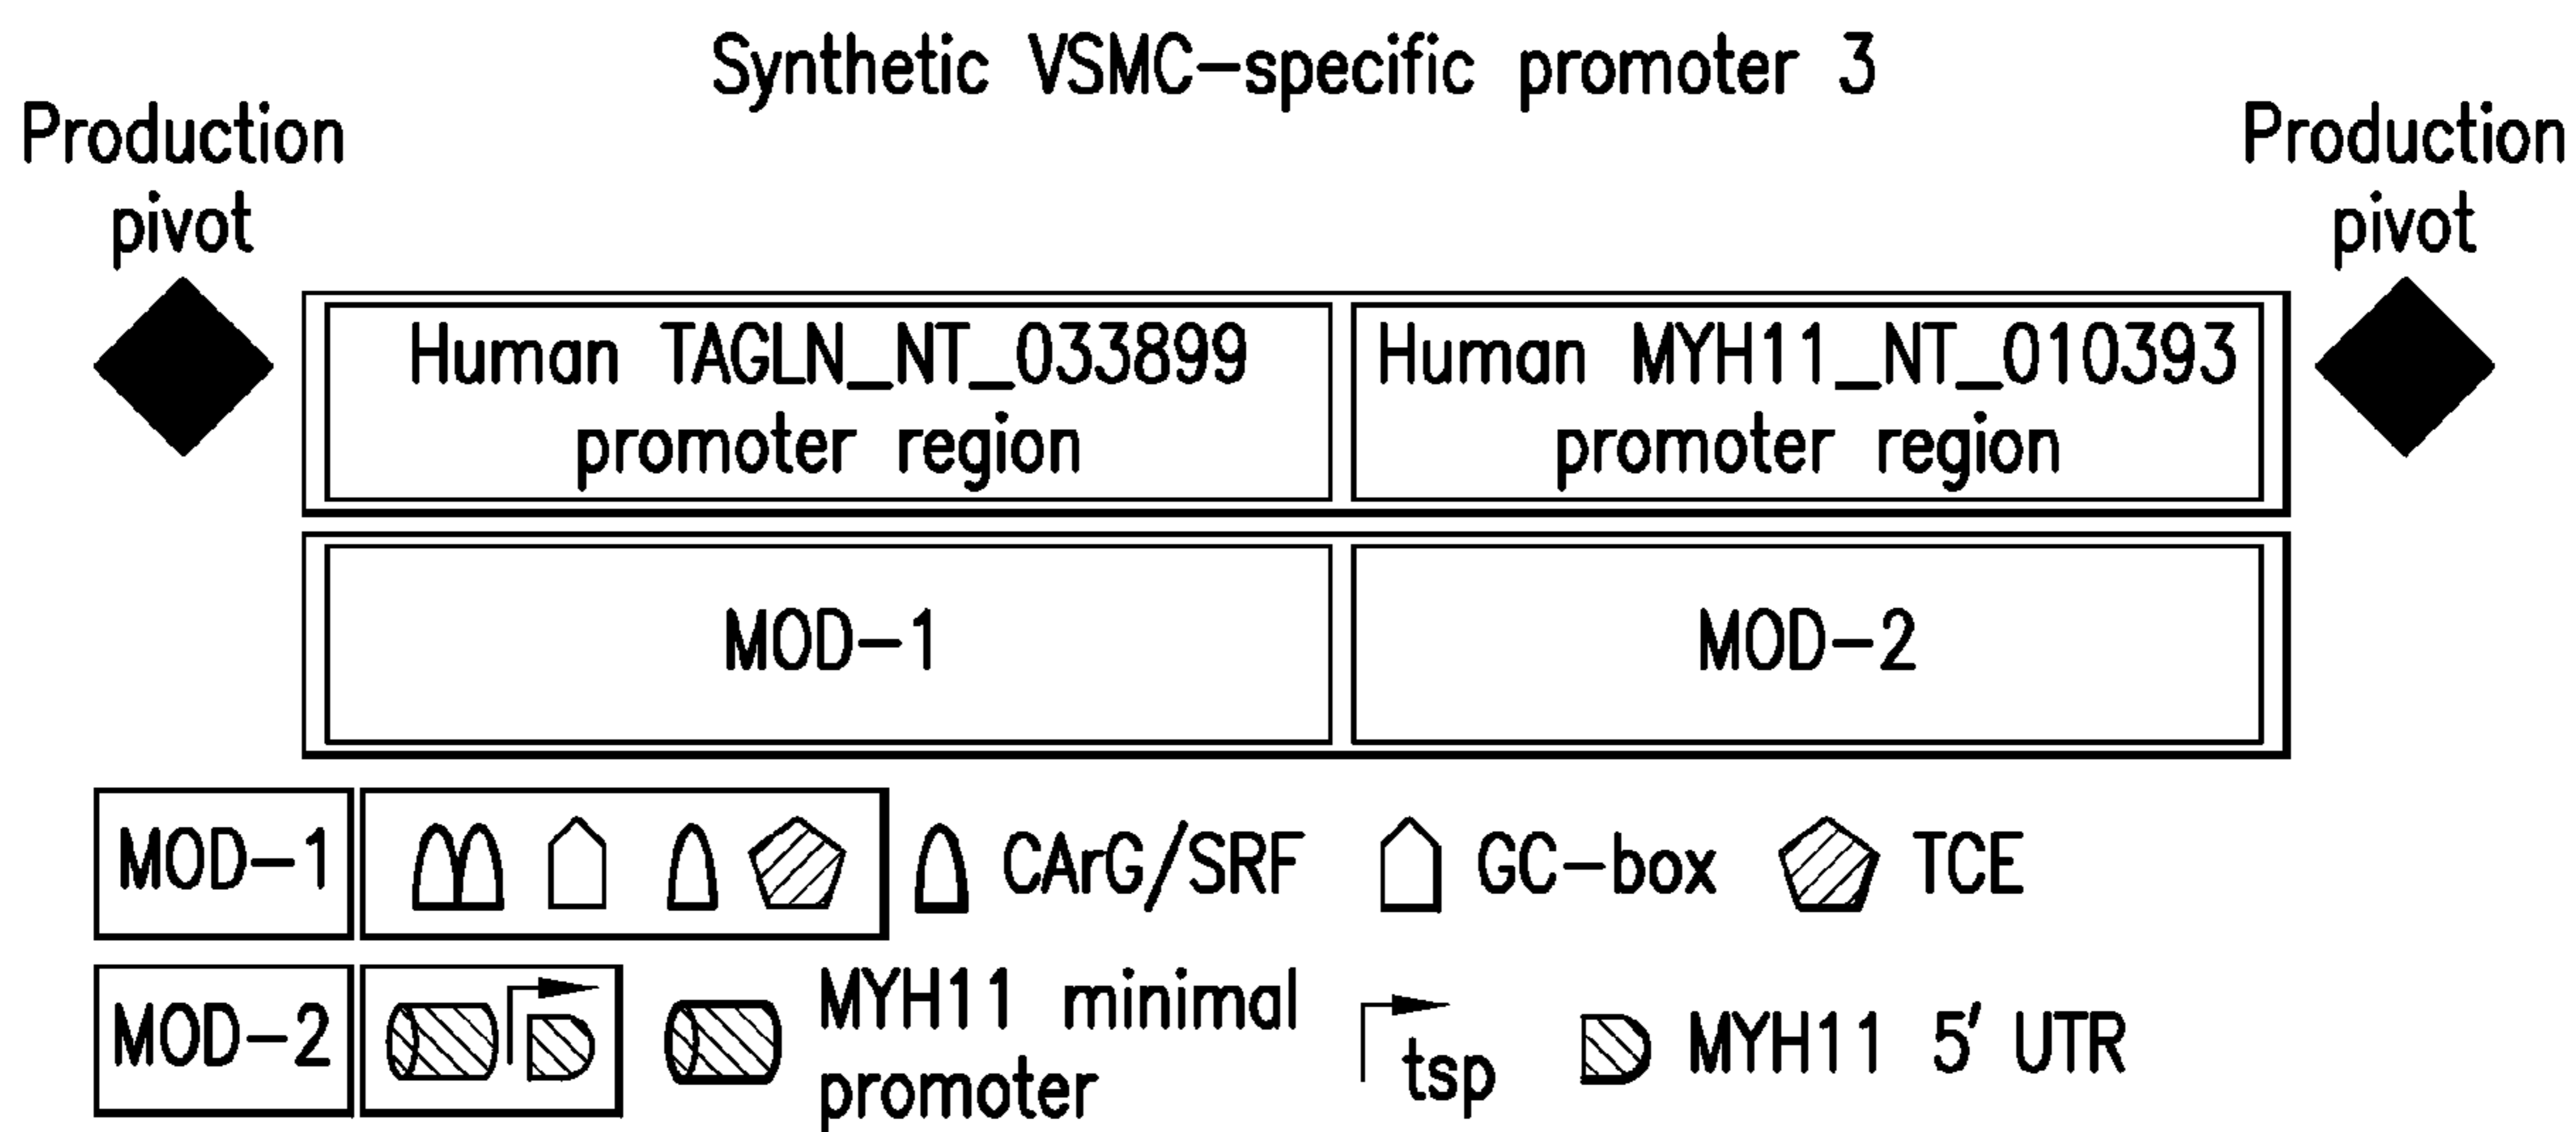 Synthetic VSMC-specific promoter 3
Production
pivot
Production
pivot
Human TAGLN_NT_033899
promoter region
Human MYH11_NT_010393
promoter region
MOD-1
MOD-2
MOD-1
CArG/SRF
GC-box
TCE
MOD-2
MYH11 minimal
promoter
tsp
MYH11 5' UTR